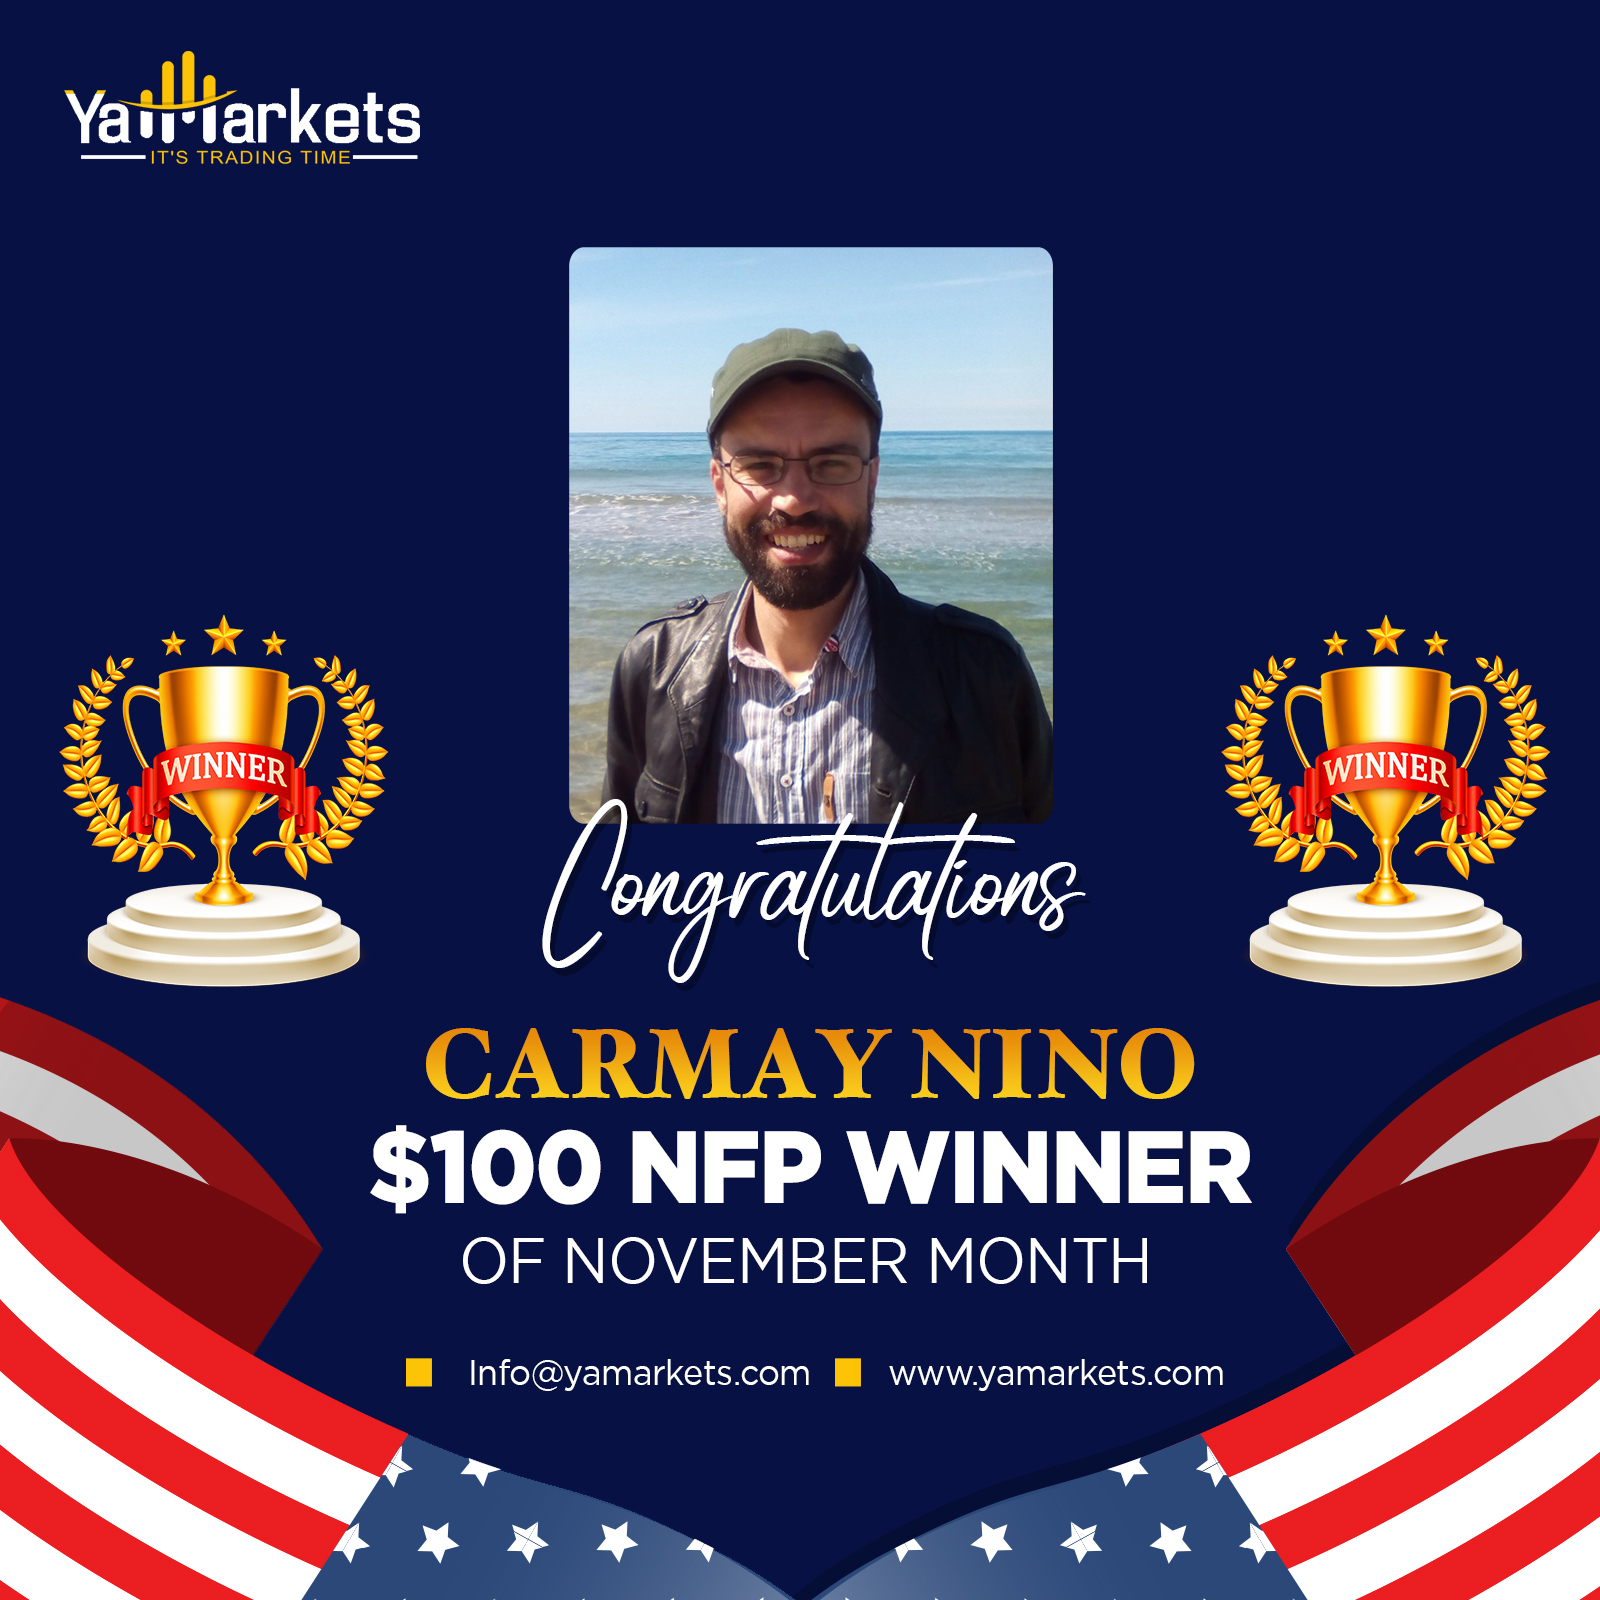 YaMarkets
IT'S TRADING TIME
WINNER
WINNER
Congratulations
CARMAY NINO
$100 NFP WINNER
OF NOVEMBER MONTH
Info@yamarkets.com
www.yamarkets.com